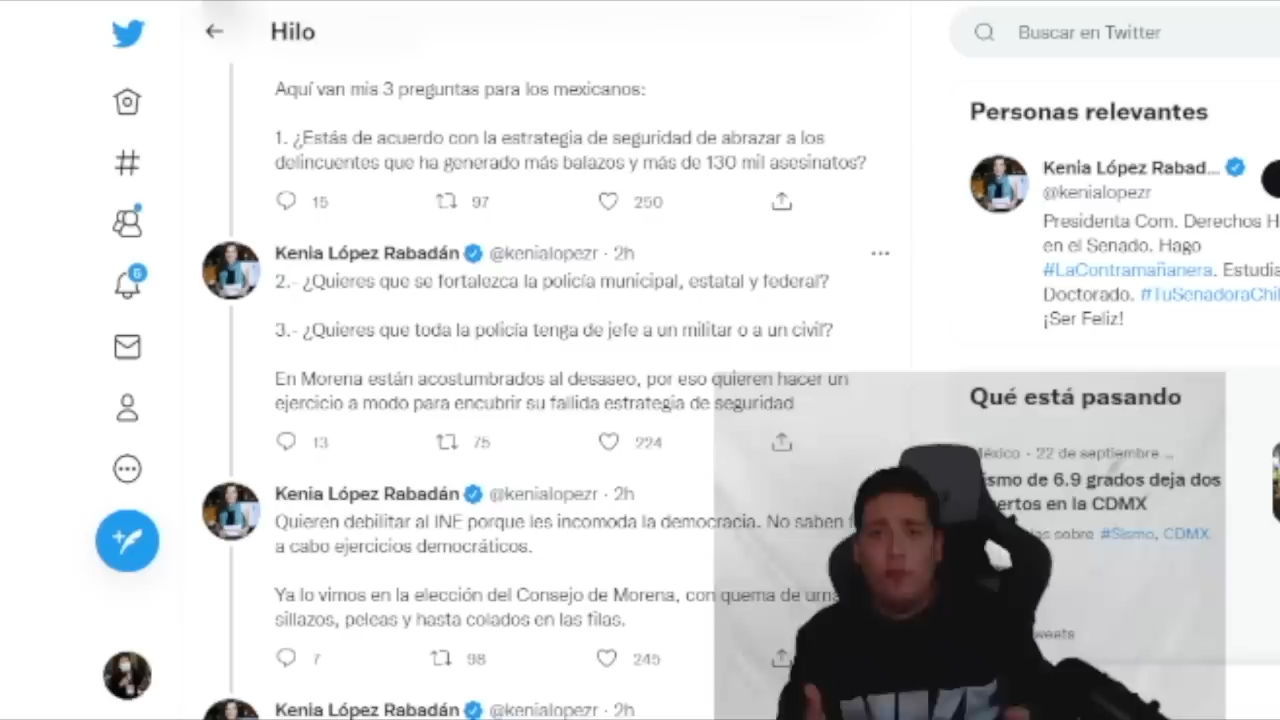 Hilo
Buscar en Twitter
Aquí van mis 3 preguntas para los mexicanos:
1. ¿Estás de acuerdo con la estrategia de seguridad de abrazar a los
delincuentes que ha generado más balazos y más de 130 mil asesinatos?
15 97 250
Kenia López Rabadán @kenialopezr · 2h
2.- ¿Quieres que se fortalezca la policía municipal, estatal y federal?
3.- ¿Quieres que toda la policía tenga de jefe a un militar o a un civil?
En Morena están acostumbrados al desaseo, por eso quieren hacer un
ejercicio a modo para encubrir su fallida estrategia de seguridad
13 75 224
Kenia López Rabadán @kenialopezr · 2h
Quieren debilitar al INE porque les incomoda la democracia. No saben
a cabo ejercicios democráticos.
Ya lo vimos en la elección del Consejo de Morena, con quema de
sillazos, peleas y hasta colados en las filas.
7 98 245
Kenia López Rabadán @kenialopezr · 2h
6
Personas relevantes
Kenia López Rabad...
@kenialopezr
Presidenta Com. Derechos H
en el Senado. Hago
#LaContramañanera. Estudia
Doctorado. #TuSenadoraChil
¡Ser Feliz!
Qué está pasando
México · 22 de septiembre ...
ismo de 6.9 grados deja dos
ertos en la CDMX
sobre #Sismo, CDMX
weets